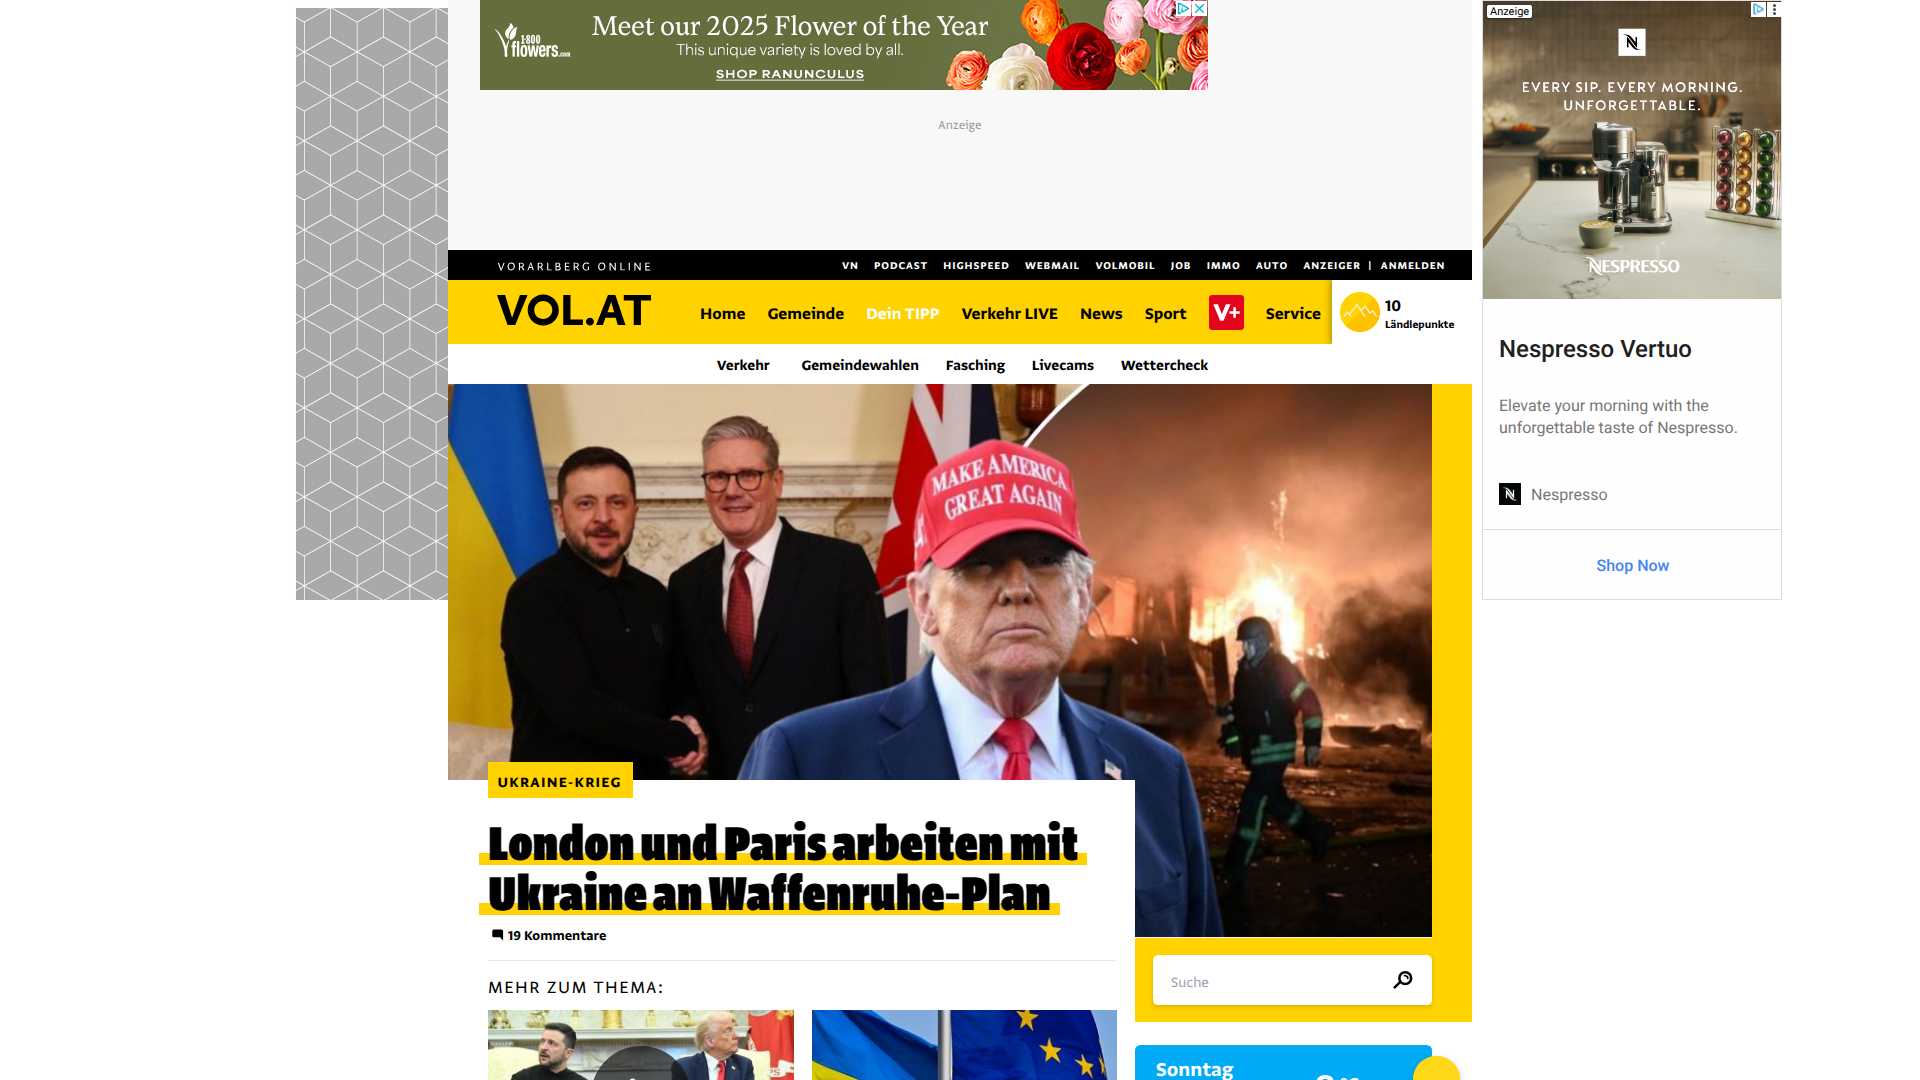 1-800
flowers.com
Meet our 2025 Flower of the Year
This unique variety is loved by all.
SHOP RANUNCULUS
Anzeige
Anzeige
EVERY SIP. EVERY MORNING.
UNFORGETTABLE.
NESPRESSO
Nespresso Vertuo
Elevate your morning with the
unforgettable taste of Nespresso.
Nespresso
Shop Now
VORARLBERG ONLINE
VN PODCAST HIGHSPEED WEBMAIL VOLMOBIL JOB IMMO AUTO ANZEIGER | ANMELDEN
VOL.AT
Home Gemeinde Dein TIPP Verkehr LIVE News Sport V+ Service
10
Ländlepunkte
Verkehr Gemeindewahlen Fasching Livecams Wettercheck
MAKE AMERICA
GREAT AGAIN
UKRAINE-KRIEG
London und Paris arbeiten mit
Ukraine an Waffenruhe-Plan
19 Kommentare
MEHR ZUM THEMA:
Suche
Sonntag